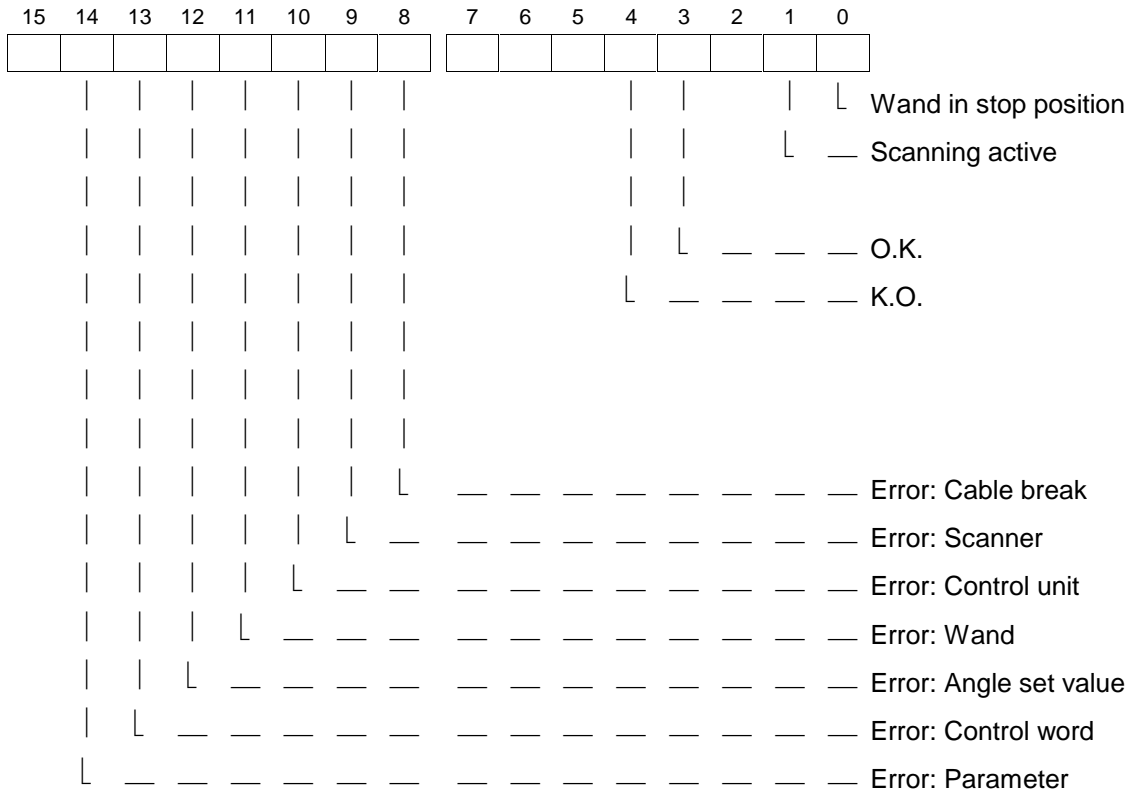 15 14 13 12 11 10 9 8 7 6 5 4 3 2 1 0
Wand in stop position
Scanning active
O.K.
K.O.
Error: Cable break
Error: Scanner
Error: Control unit
Error: Wand
Error: Angle set value
Error: Control word
Error: Parameter